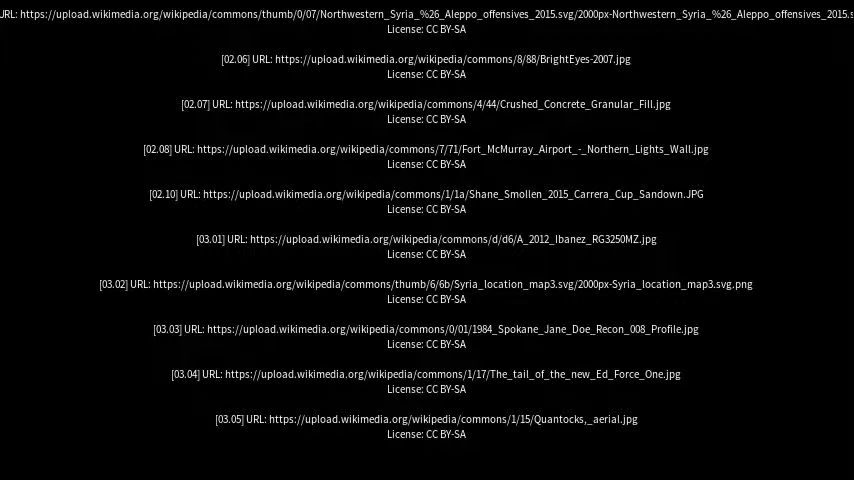 URL: https://upload.wikimedia.org/wikipedia/commons/thumb/0/07/Northwestern_Syria_%26_Aleppo_offensives_2015.svg/2000px-Northwestern_Syria_%26_Aleppo_offensives_2015.s
License: CC BY-SA
[02.06] URL: https://upload.wikimedia.org/wikipedia/commons/8/88/BrightEyes-2007.jpg
License: CC BY-SA
[02.07] URL: https://upload.wikimedia.org/wikipedia/commons/4/44/Crushed_Concrete_Granular_Fill.jpg
License: CC BY-SA
[02.08] URL: https://upload.wikimedia.org/wikipedia/commons/7/71/Fort_McMurray_Airport_-_Northern_Lights_Wall.jpg
License: CC BY-SA
[02.10] URL: https://upload.wikimedia.org/wikipedia/commons/1/1a/Shane_Smollen_2015_Carrera_Cup_Sandown.JPG
License: CC BY-SA
[03.01] URL: https://upload.wikimedia.org/wikipedia/commons/d/d6/A_2012_Ibanez_RG3250MZ.jpg
License: CC BY-SA
[03.02] URL: https://upload.wikimedia.org/wikipedia/commons/thumb/6/6b/Syria_location_map3.svg/2000px-Syria_location_map3.svg.png
License: CC BY-SA
[03.03] URL: https://upload.wikimedia.org/wikipedia/commons/0/01/1984_Spokane_Jane_Doe_Recon_008_Profile.jpg
License: CC BY-SA
[03.04] URL: https://upload.wikimedia.org/wikipedia/commons/1/17/The_tail_of_the_new_Ed_Force_One.jpg
License: CC BY-SA
[03.05] URL: https://upload.wikimedia.org/wikipedia/commons/1/15/Quantocks,_aerial.jpg
License: CC BY-SA